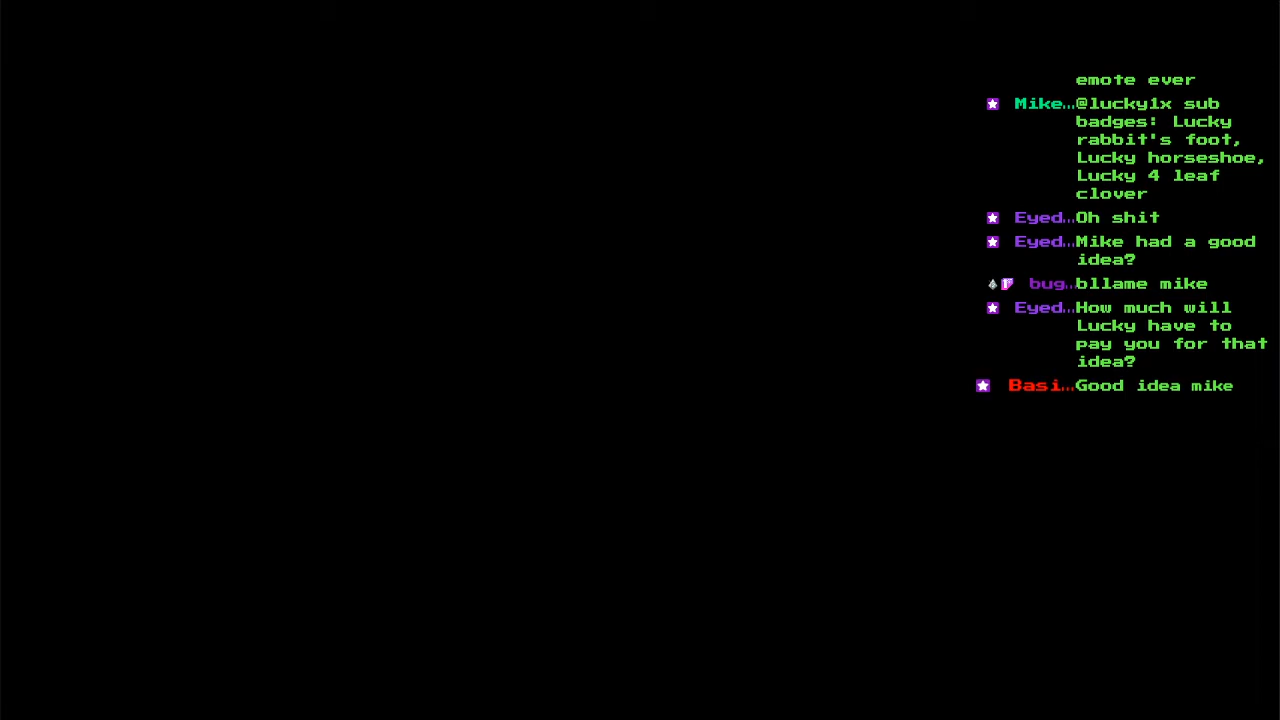 emote ever
Mike...@lucky1x sub
badges: Lucky
rabbit's foot,
Lucky horseshoe,
Lucky 4 leaf
clover
Eyed...Oh shit
Eyed...Mike had a good
idea?
bug...bllame mike
Eyed...How much will
Lucky have to
pay you for that
idea?
Basi...Good idea mike